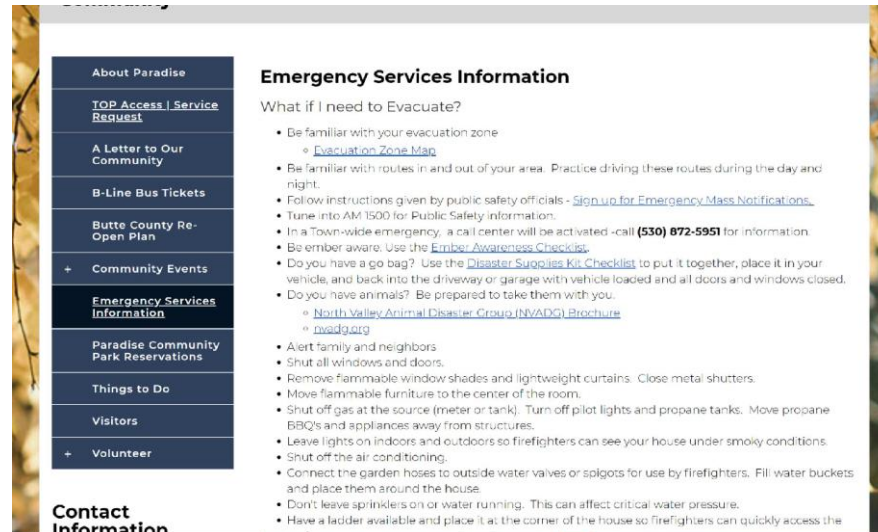 About Paradise
TOP Access | Service
Request
A Letter to Our
Community
B-Line Bus Tickets
Butte County Re-
Open Plan
+ Community Events
Emergency Services
Information
Paradise Community
Park Reservations
Things to Do
Visitors
+ Volunteer
Contact
Information
Emergency Services Information
What if I need to Evacuate?
• Be familiar with your evacuation zone
◦ Evacuation Zone Map
• Be familiar with routes in and out of your area. Practice driving these routes during the day and
night.
• Follow instructions given by public safety officials - Sign up for Emergency Mass Notifications.
• Tune into AM 1500 for Public Safety information.
• In a Town-wide emergency, a call center will be activated -call (530) 872-5951 for information.
• Be ember aware. Use the Ember Awareness Checklist.
• Do you have a go bag? Use the Disaster Supplies Kit Checklist to put it together, place it in your
vehicle, and back into the driveway or garage with vehicle loaded and all doors and windows closed.
• Do you have animals? Be prepared to take them with you.
◦ North Valley Animal Disaster Group (NVADG) Brochure
◦ nvadg.org
• Alert family and neighbors
• Shut all windows and doors.
• Remove flammable window shades and lightweight curtains. Close metal shutters.
• Move flammable furniture to the center of the room.
• Shut off gas at the source (meter or tank). Turn off pilot lights and propane tanks. Move propane
BBQ's and appliances away from structures.
• Leave lights on indoors and outdoors so firefighters can see your house under smoky conditions.
• Shut off the air conditioning.
• Connect the garden hoses to outside water valves or spigots for use by firefighters. Fill water buckets
and place them around the house.
• Don't leave sprinklers on or water running. This can affect critical water pressure.
• Have a ladder available and place it at the corner of the house so firefighters can quickly access the